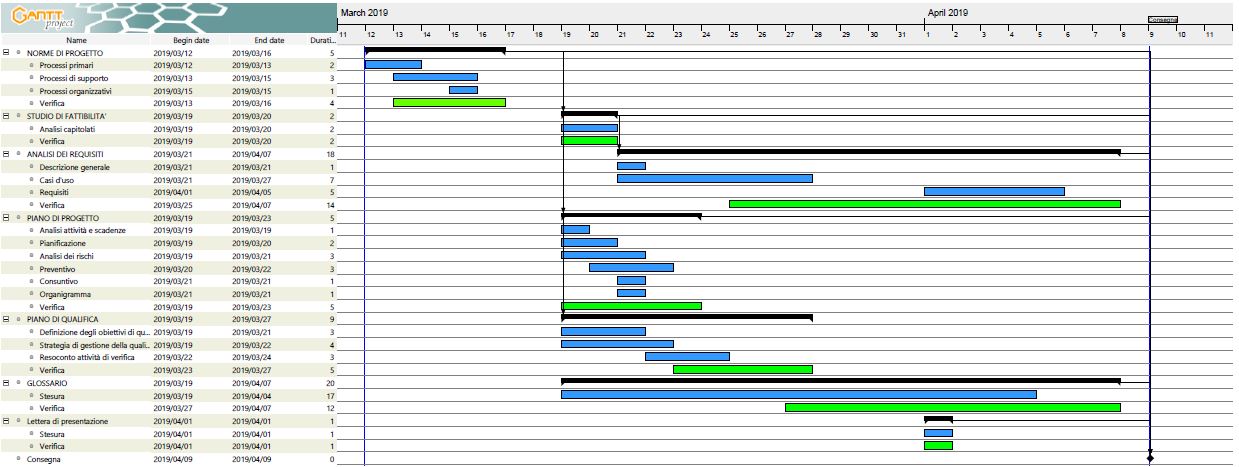 GANTT project
March 2019 April 2019
Consegna
Name Begin date End date Durati...
11 12 13 14 15 16 17 18 19 20 21 22 23 24 25 26 27 28 29 30 31 1 2 3 4 5 6 7 8 9 10 11
NORME DI PROGETTO 2019/03/12 2019/03/16 5
Processi primari 2019/03/12 2019/03/13 2
Processi di supporto 2019/03/13 2019/03/15 3
Processi organizzativi 2019/03/15 2019/03/15 1
Verifica 2019/03/13 2019/03/16 4
STUDIO DI FATTIBILITA' 2019/03/19 2019/03/20 2
Analisi capitolati 2019/03/19 2019/03/20 2
Verifica 2019/03/19 2019/03/20 2
ANALISI DEI REQUISITI 2019/03/21 2019/04/07 18
Descrizione generale 2019/03/21 2019/03/21 1
Casi d'uso 2019/03/21 2019/03/27 7
Requisiti 2019/04/01 2019/04/05 5
Verifica 2019/03/25 2019/04/07 14
PIANO DI PROGETTO 2019/03/19 2019/03/23 5
Analisi attività e scadenze 2019/03/19 2019/03/19 1
Pianificazione 2019/03/19 2019/03/20 2
Analisi dei rischi 2019/03/19 2019/03/21 3
Preventivo 2019/03/20 2019/03/22 3
Consuntivo 2019/03/21 2019/03/21 1
Organigramma 2019/03/21 2019/03/21 1
Verifica 2019/03/19 2019/03/23 5
PIANO DI QUALIFICA 2019/03/19 2019/03/27 9
Definizione degli obiettivi di qu... 2019/03/19 2019/03/21 3
Strategia di gestione della quali... 2019/03/19 2019/03/22 4
Resoconto attività di verifica 2019/03/22 2019/03/24 3
Verifica 2019/03/23 2019/03/27 5
GLOSSARIO 2019/03/19 2019/04/07 20
Stesura 2019/03/19 2019/04/04 17
Verifica 2019/03/27 2019/04/07 12
Lettera di presentazione 2019/04/01 2019/04/01 1
Stesura 2019/04/01 2019/04/01 1
Verifica 2019/04/01 2019/04/01 1
Consegna 2019/04/09 2019/04/09 0